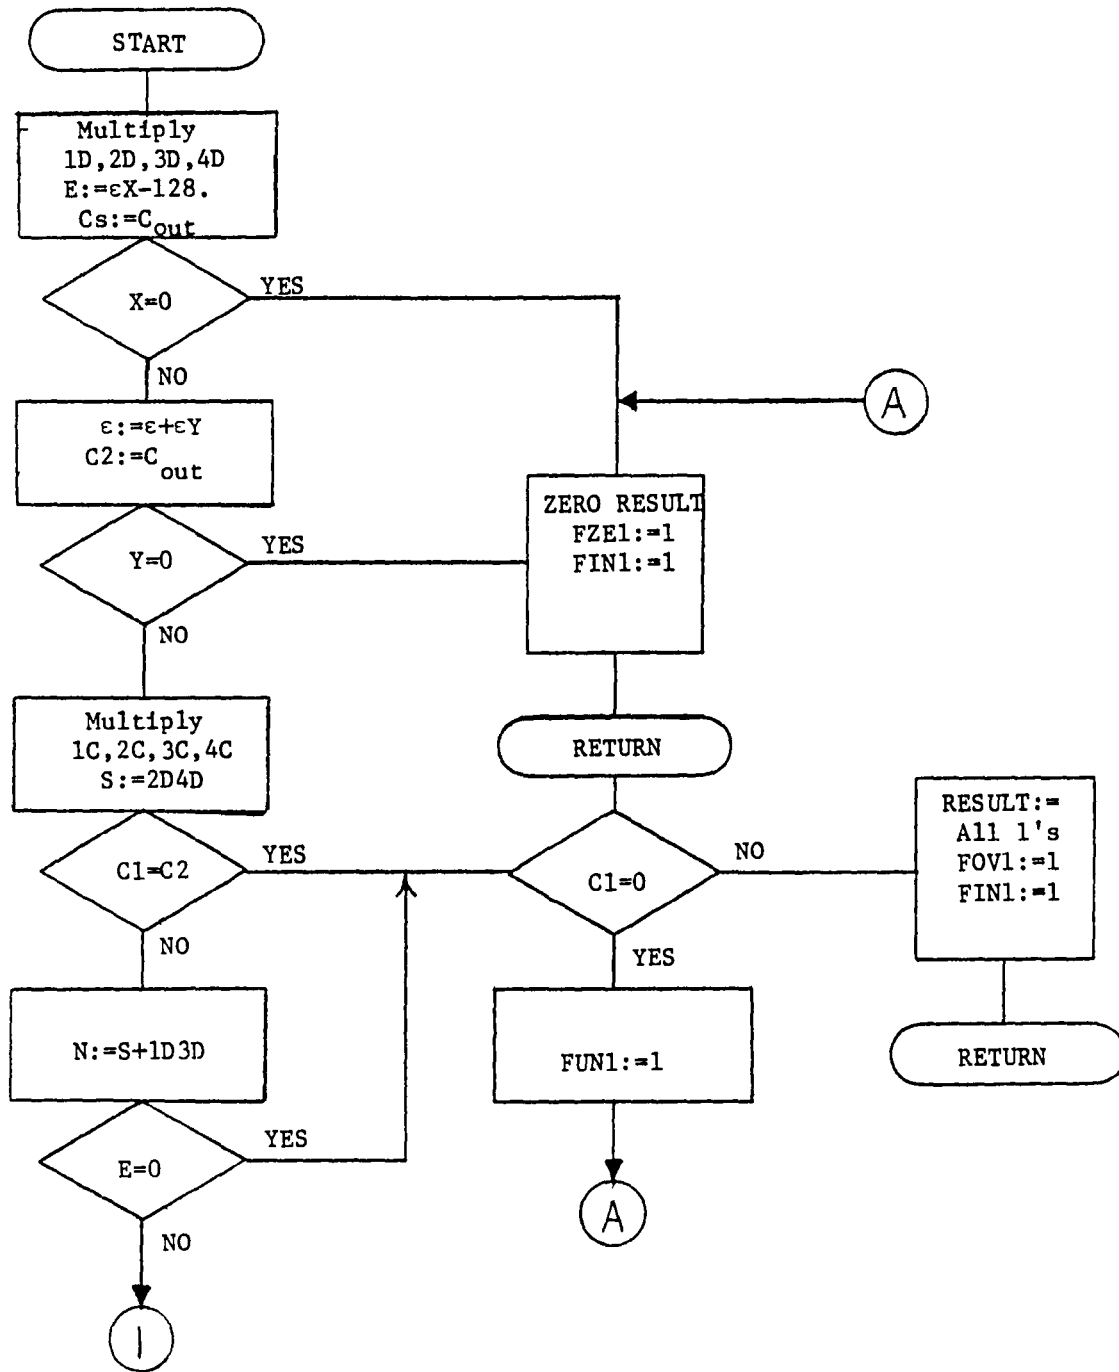 START
Multiply
1D,2D,3D,4D
E:=εX-128.
Cs:=Cout
X=0
YES
NO
A
ε:=ε+εY
C2:=Cout
ZERO RESULT
FZE1:=1
FIN1:=1
Y=0
YES
NO
Multiply
1C,2C,3C,4C
S:=2D4D
RETURN
RESULT:=
All 1's
FOV1:=1
FIN1:=1
C1=C2
YES
C1=0
NO
NO
YES
N:=S+1D3D
FUN1:=1
RETURN
E=0
YES
A
NO
1